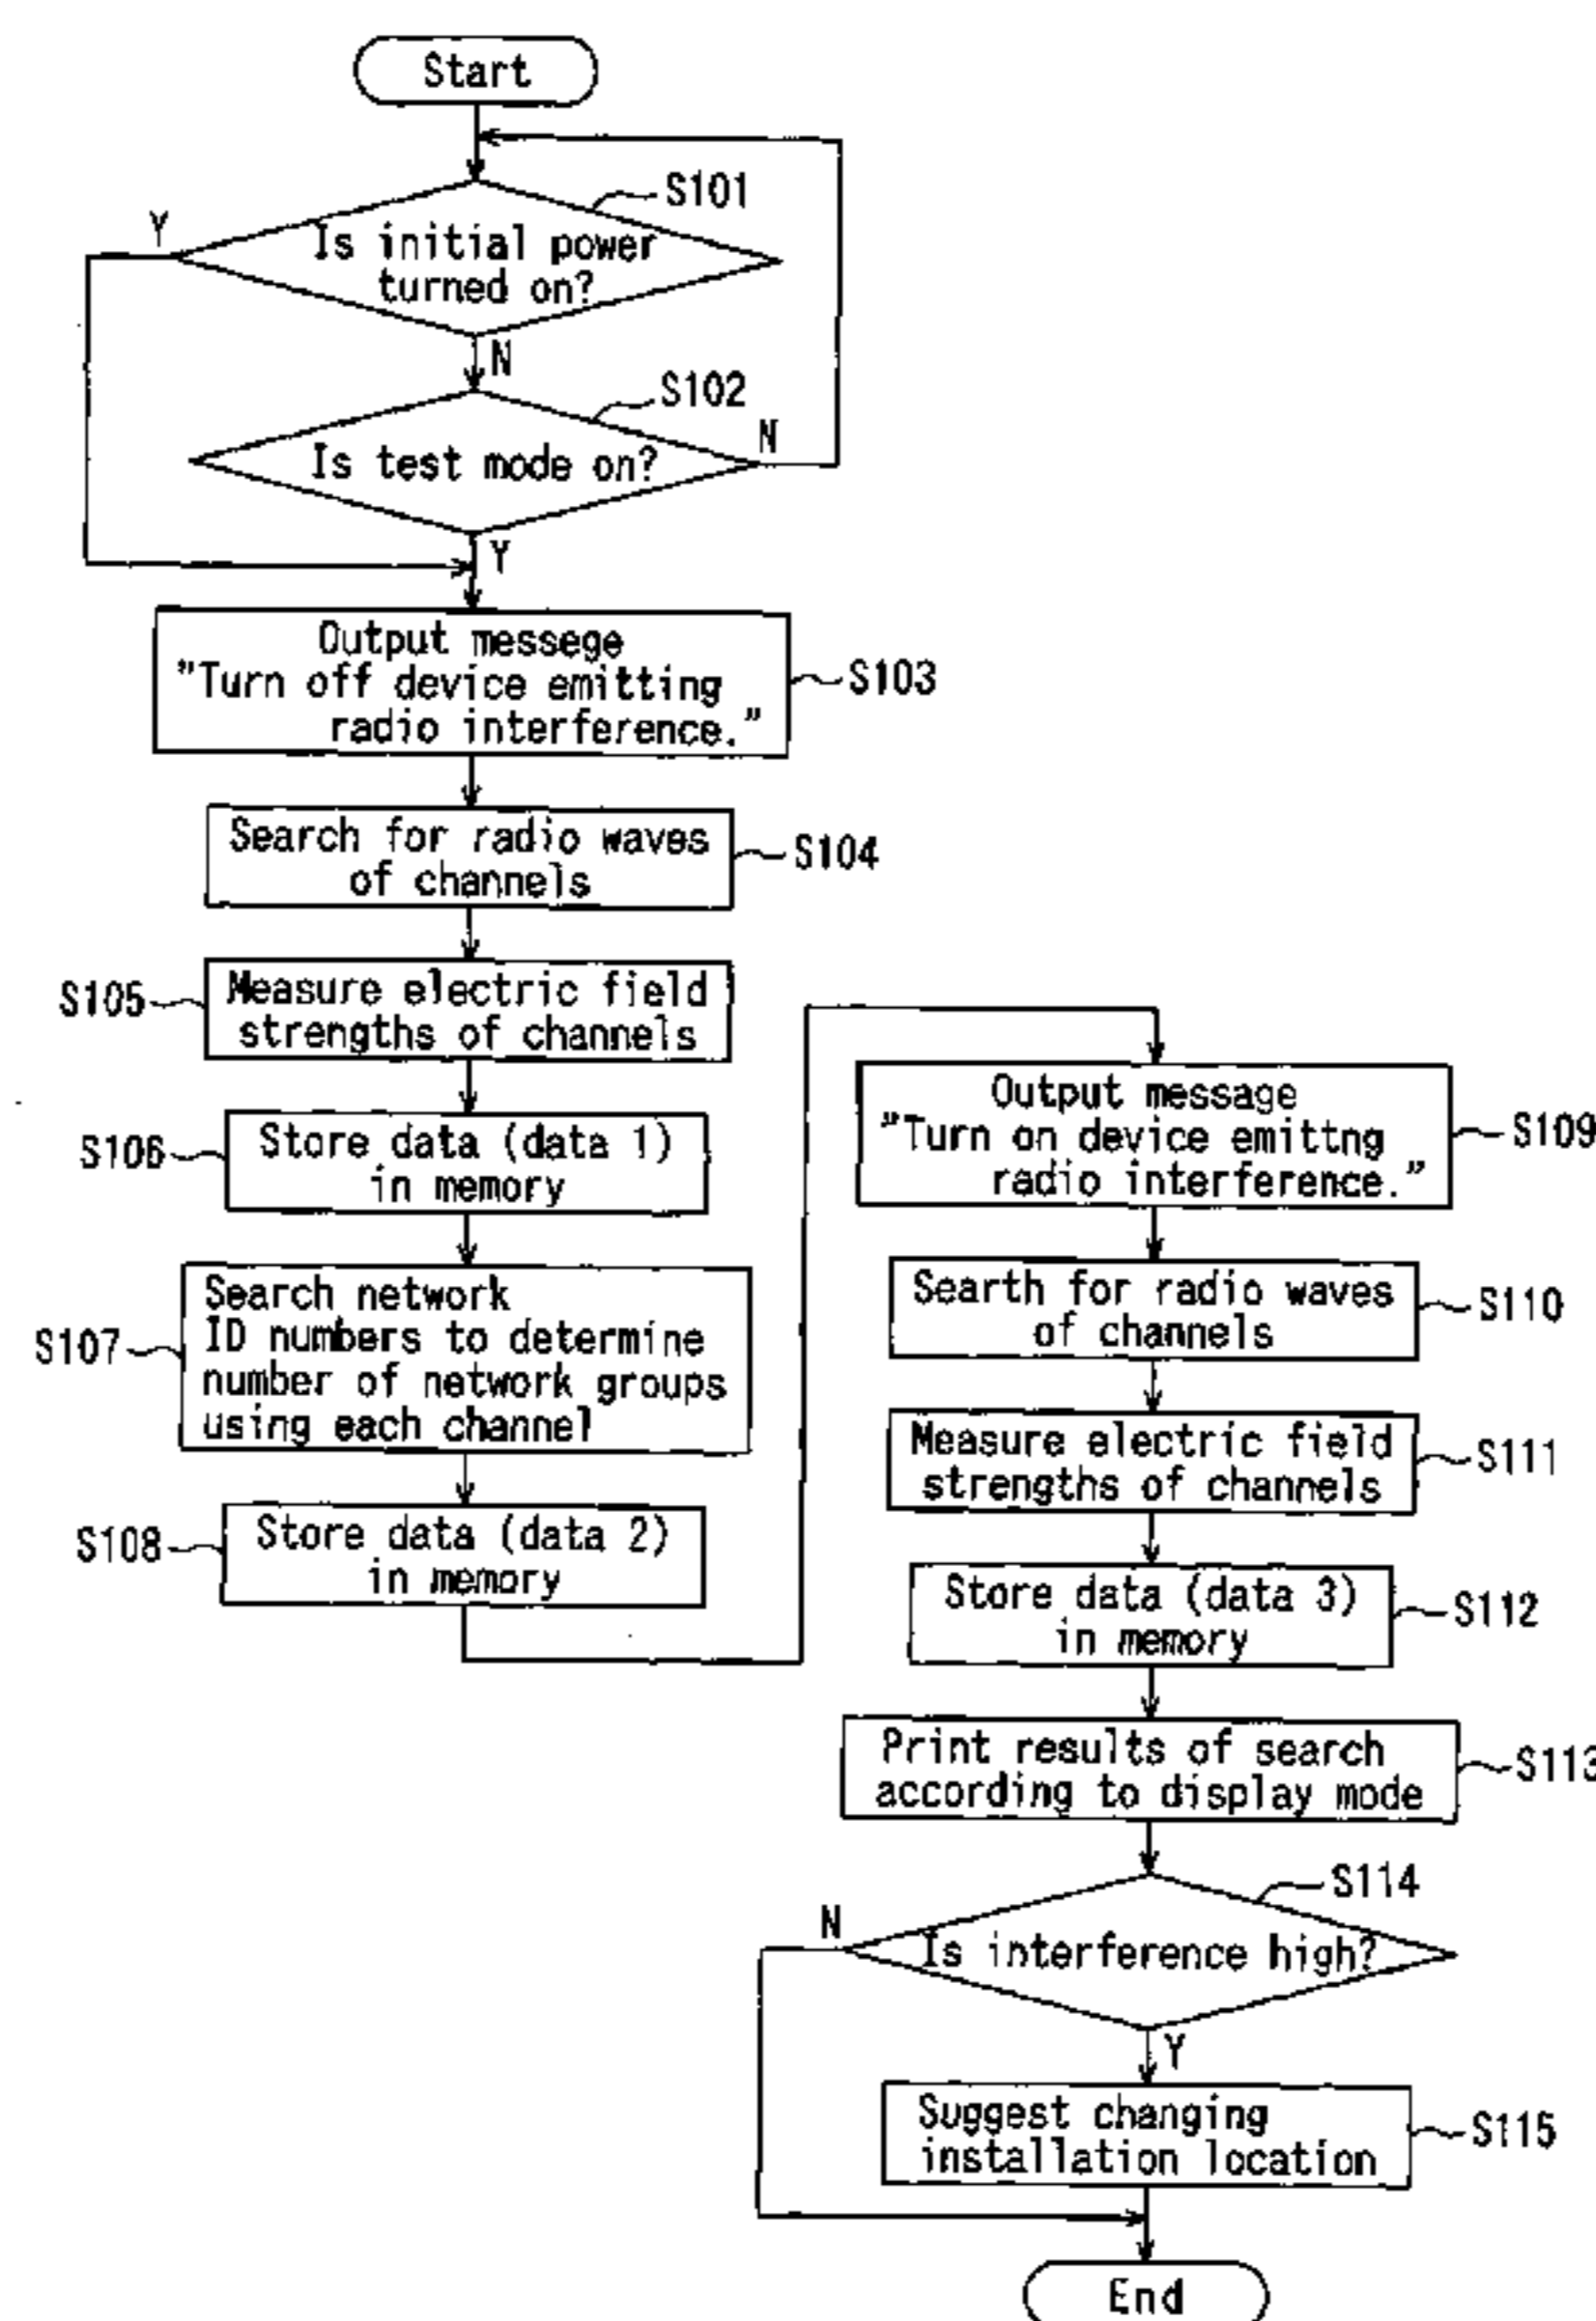 Start
S101
Y
Is initial power
turned on?
N
S102
N
Is test mode on?
Y
Output messege
"Turn off device emitting
radio interference."
S103
Search for radio waves
of channels
S104
S105
Measure electric field
strengths of channels
S106
Store data (data 1)
in memory
S107
Search network
ID numbers to determine
number of network groups
using each channel
S108
Store data (data 2)
in memory
Output message
"Turn on device emittng
radio interference."
S109
Searth for radio waves
of channels
S110
Measure electric field
strengths of channels
S111
Store data (data 3)
in memory
S112
Print results of search
according to display mode
S113
S114
N
Is interference high?
Y
Suggest changing
installation location
S115
End